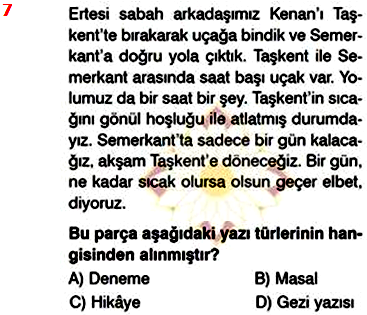 7
Ertesi sabah arkadaşımız Kenan'ı Taş-
kent'te bırakarak uçağa bindik ve Semer-
kant'a doğru yola çıktık. Taşkent ile Se-
merkant arasında saat başı uçak var. Yo-
lumuz da bir saat bir şey. Taşkent'in sıca-
ğını gönül hoşluğu ile atlatmış durumda-
yız. Semerkant'ta sadece bir gün kalaca-
ğız, akşam Taşkent'e döneceğiz. Bir gün,
ne kadar sıcak olursa olsun geçer elbet,
diyoruz.
Bu parça aşağıdaki yazı türlerinin han-
gisinden alınmıştır?
A) Deneme B) Masal
C) Hikâye D) Gezi yazısı